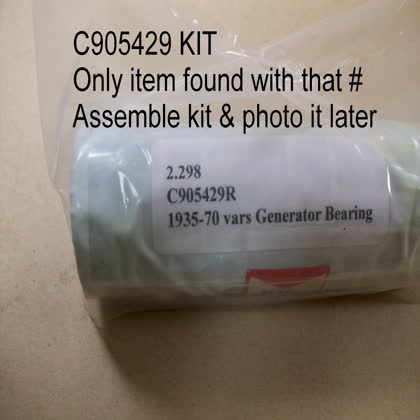 C905429 KIT
Only item found with that #
Assemble kit & photo it later
2.298
C905429R
1935-70 vars Generator Bearing